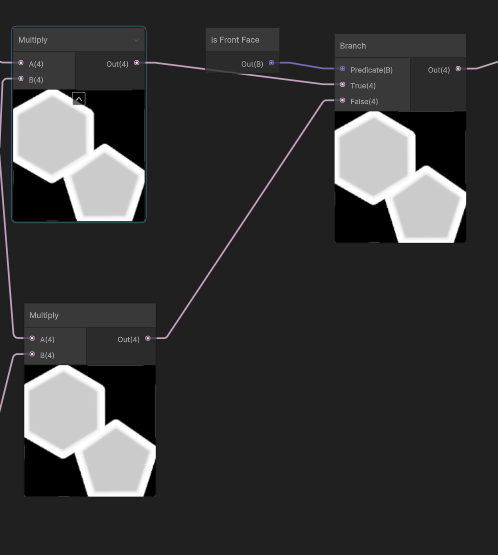 Multiply
A(4)
Out(4)
B(4)
Is Front Face
Out(B)
Branch
Predicate(B)
Out(4)
True(4)
False(4)
Multiply
A(4)
Out(4)
B(4)